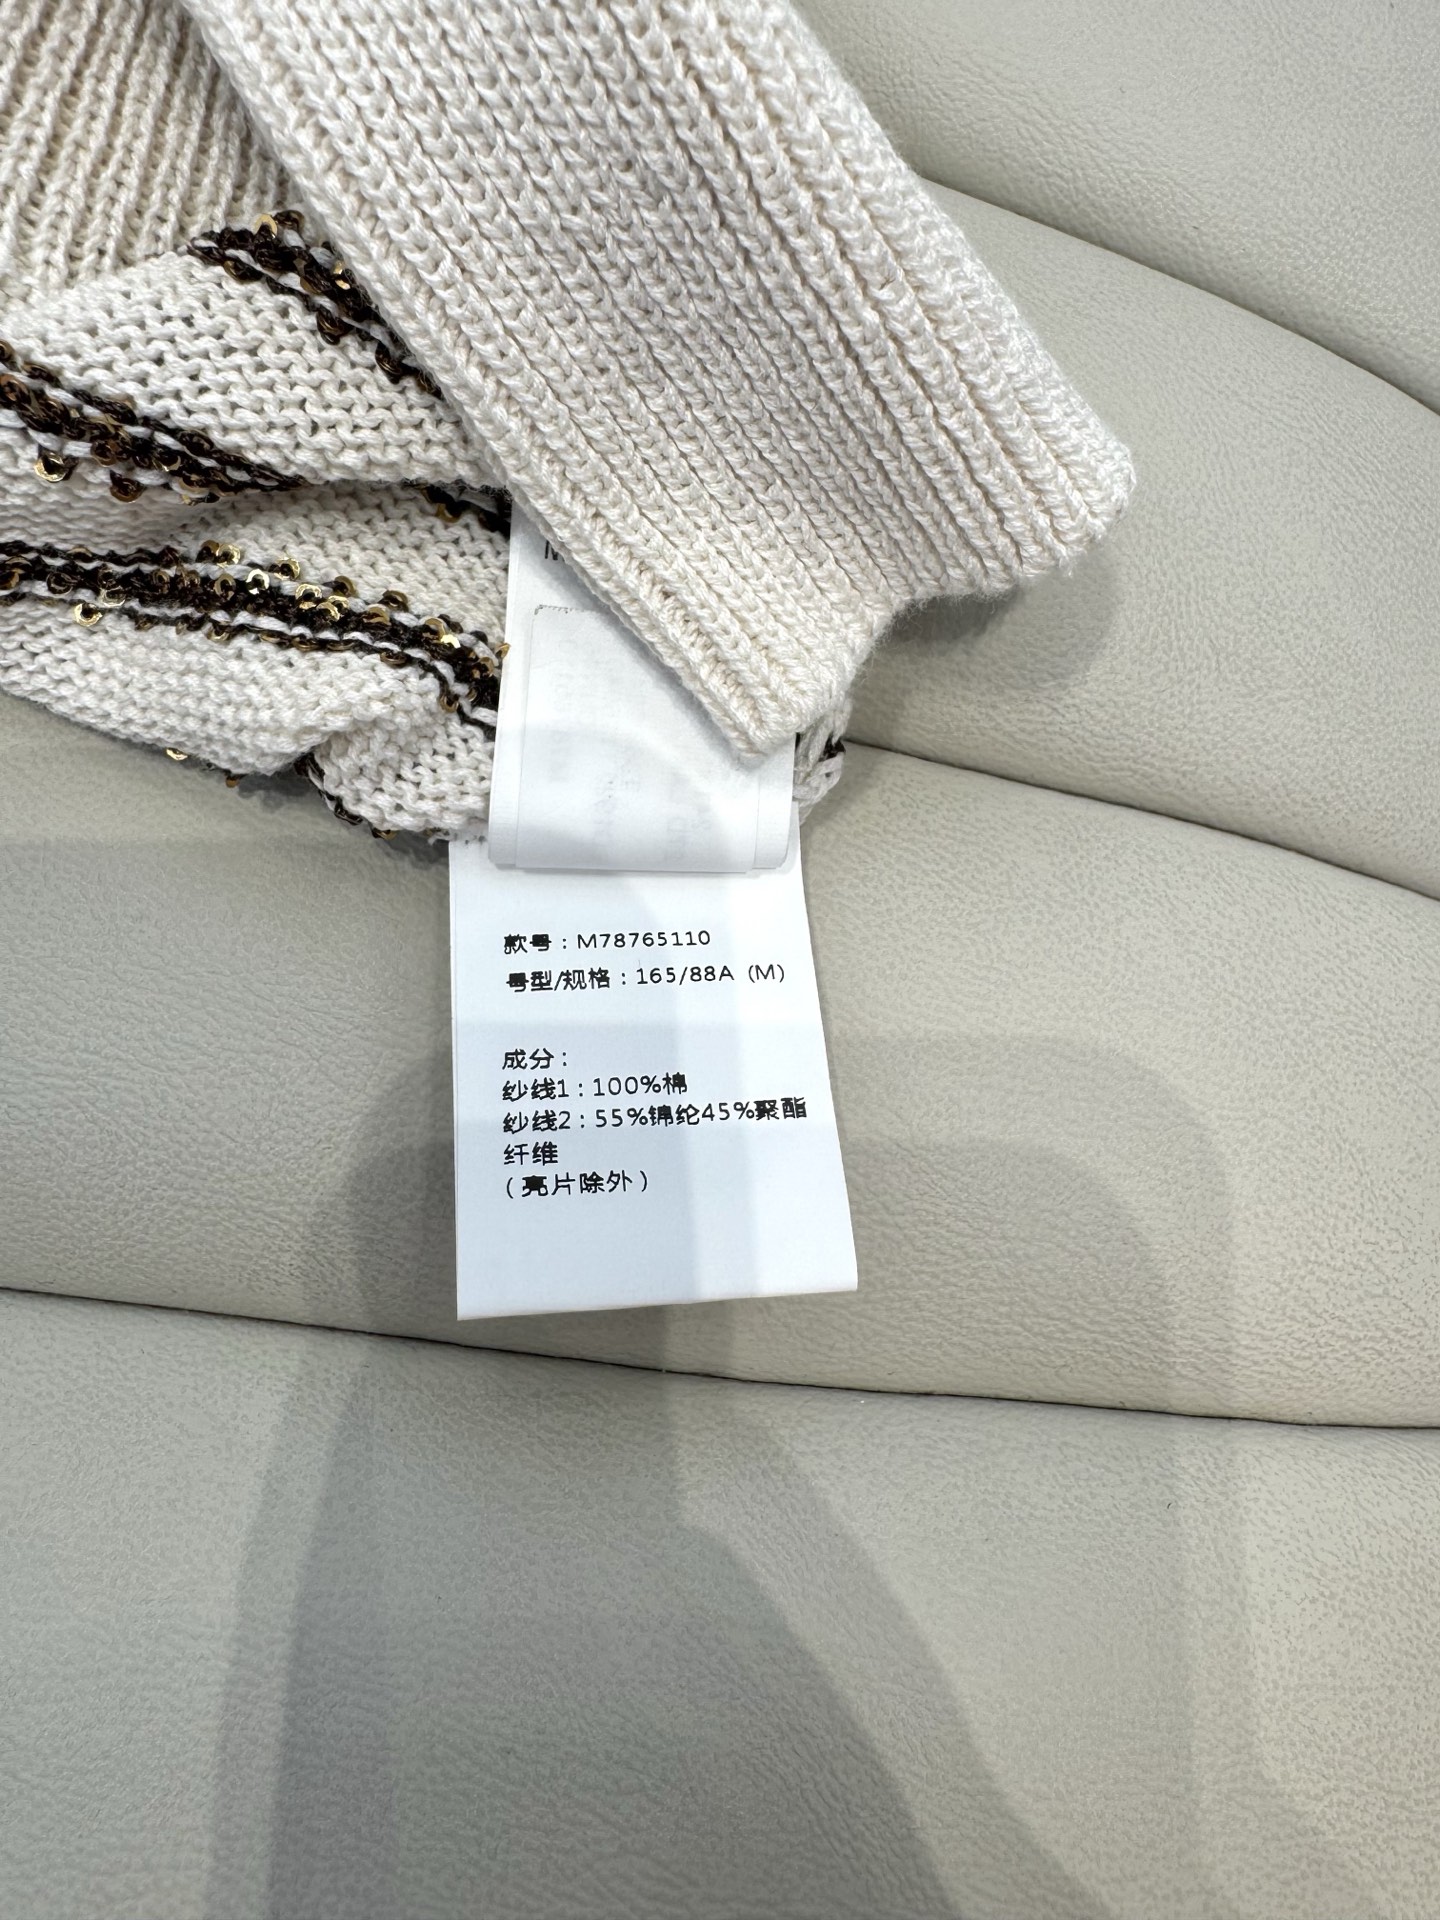 款号：M78765110
号型/规格：165/88A (M)
成分：
纱线1：100%棉
纱线2：55%锦纶45%聚酯
纤维
（亮片除外）